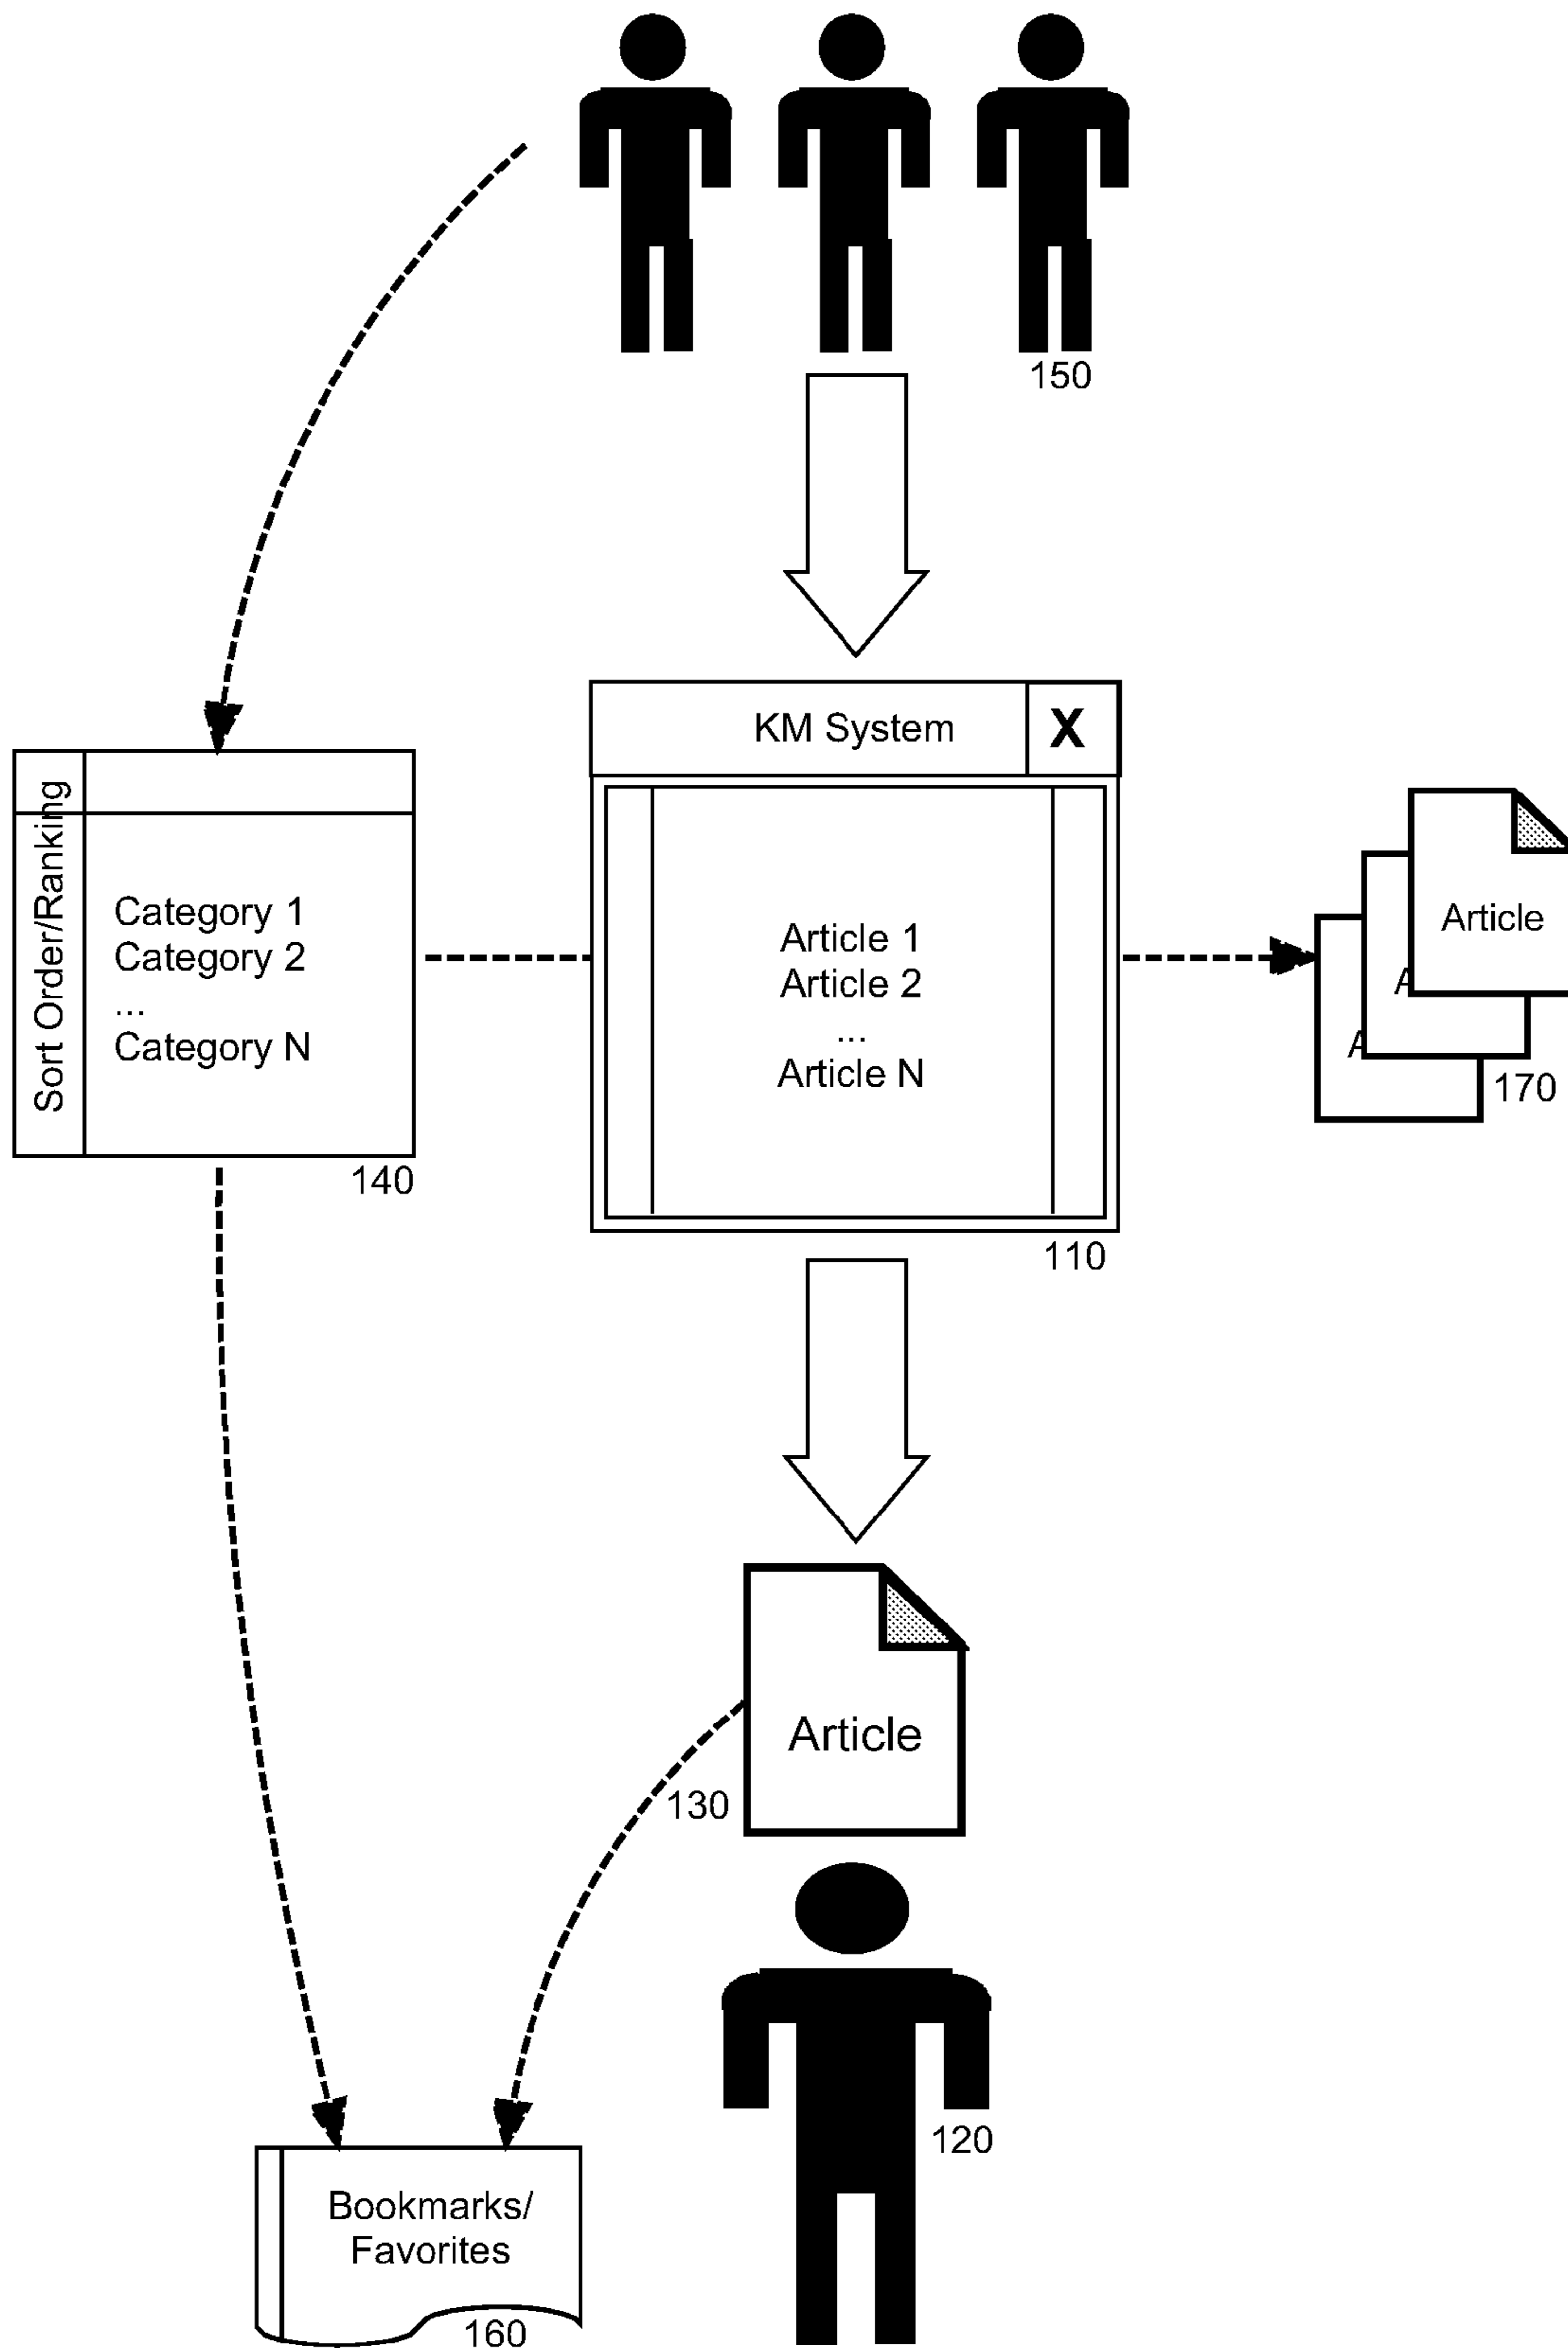 150
KM System
X
Sort Order/Ranking
Category 1
Category 2
...
Category N
140
Article 1
Article 2
...
Article N
110
Article
A
A
170
Article
130
120
Bookmarks/
Favorites
160